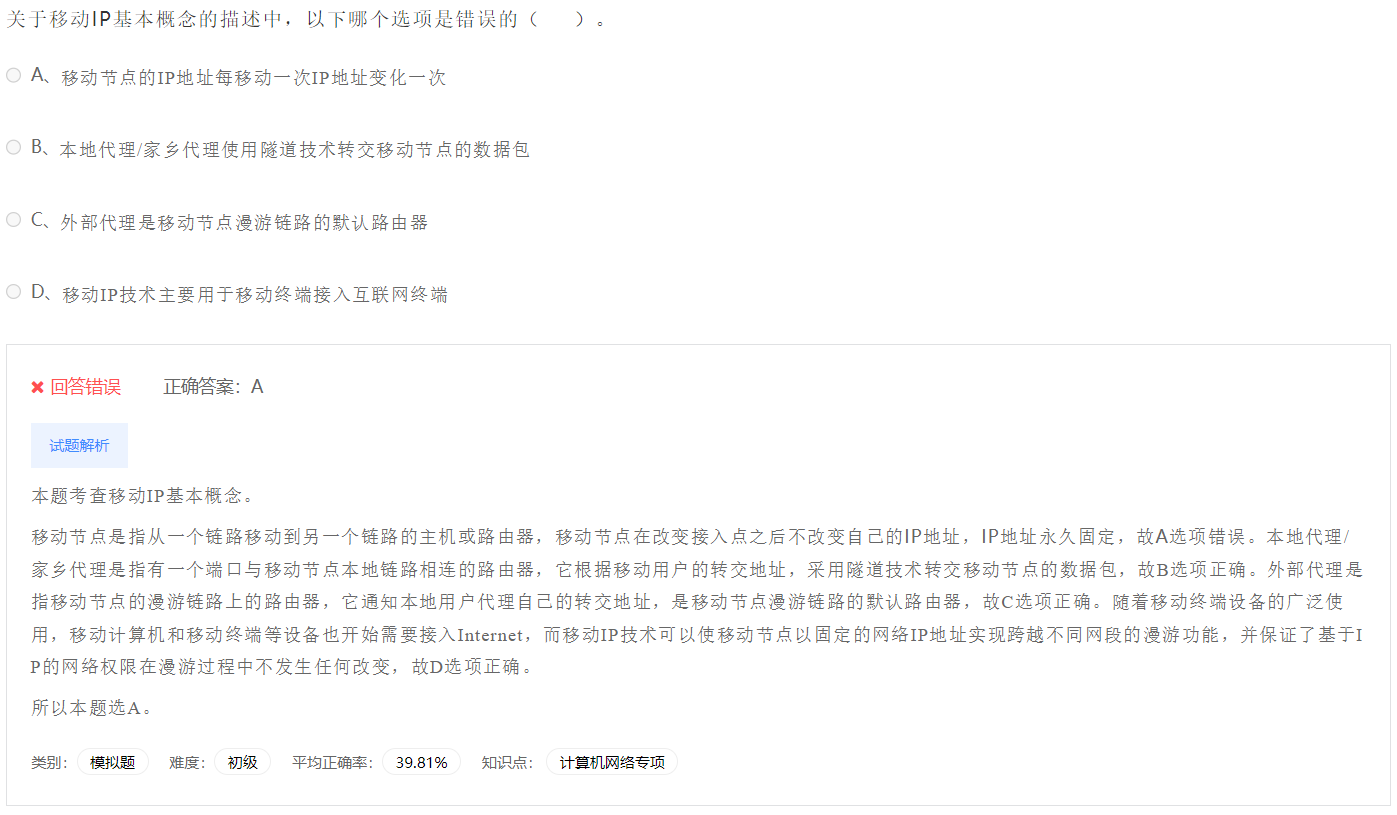 关于移动IP基本概念的描述中，以下哪个选项是错误的（　　）。
A、移动节点的IP地址每移动一次IP地址变化一次
B、本地代理/家乡代理使用隧道技术转交移动节点的数据包
C、外部代理是移动节点漫游链路的默认路由器
D、移动IP技术主要用于移动终端接入互联网终端
回答错误 正确答案：A
试题解析
本题考查移动IP基本概念。
移动节点是指从一个链路移动到另一个链路的主机或路由器，移动节点在改变接入点之后不改变自己的IP地址，IP地址永久固定，故A选项错误。本地代理/
家乡代理是指有一个端口与移动节点本地链路相连的路由器，它根据移动用户的转交地址，采用隧道技术转交移动节点的数据包，故B选项正确。外部代理是
指移动节点的漫游链路上的路由器，它通知本地用户代理自己的转交地址，是移动节点漫游链路的默认路由器，故C选项正确。随着移动终端设备的广泛使
用，移动计算机和移动终端等设备也开始需要接入Internet，而移动IP技术可以使移动节点以固定的网络IP地址实现跨越不同网段的漫游功能，并保证了基于I
P的网络权限在漫游过程中不发生任何改变，故D选项正确。
所以本题选A。
类别： 模拟题 难度： 初级 平均正确率： 39.81% 知识点： 计算机网络专项